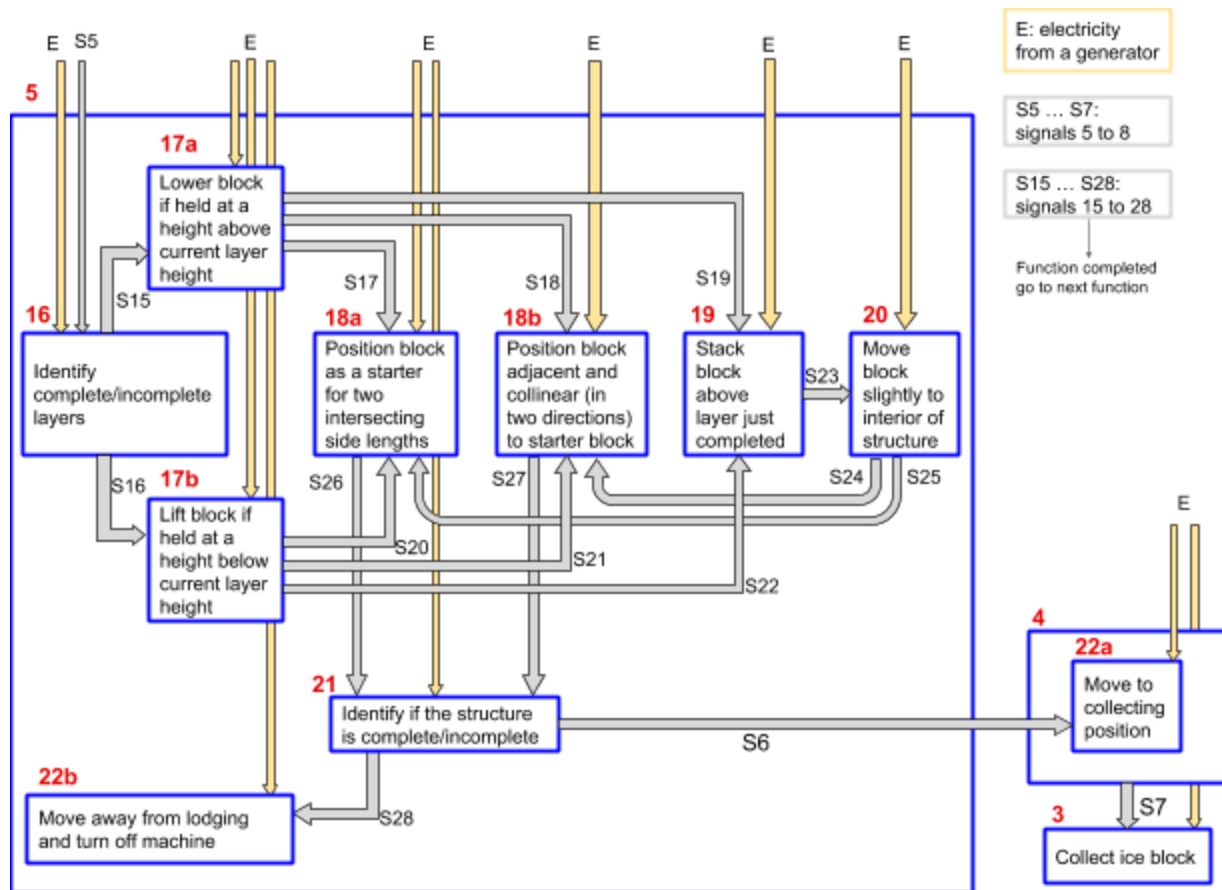 E
S5
E
E
E
E
E
E: electricity
from a generator
5
S5 ... S7:
signals 5 to 8
17a
Lower block
if held at a
height above
current layer
height
S15 ... S28:
signals 15 to 28
Function completed
go to next function
S15
S17
S18
S19
16
Identify
complete/incomplete
layers
18a
Position block
as a starter
for two
intersecting
side lengths
18b
Position block
adjacent and
collinear (in
two directions)
to starter block
19
Stack
block
above
layer just
completed
S23
20
Move
block
slightly to
interior of
structure
S16
S26
S27
S24
S25
17b
Lift block if
held at a
height below
current layer
height
S20
S21
S22
E
4
22a
Move to
collecting
position
21
Identify if the structure
is complete/incomplete
S6
22b
Move away from lodging
and turn off machine
S28
S7
3
Collect ice block